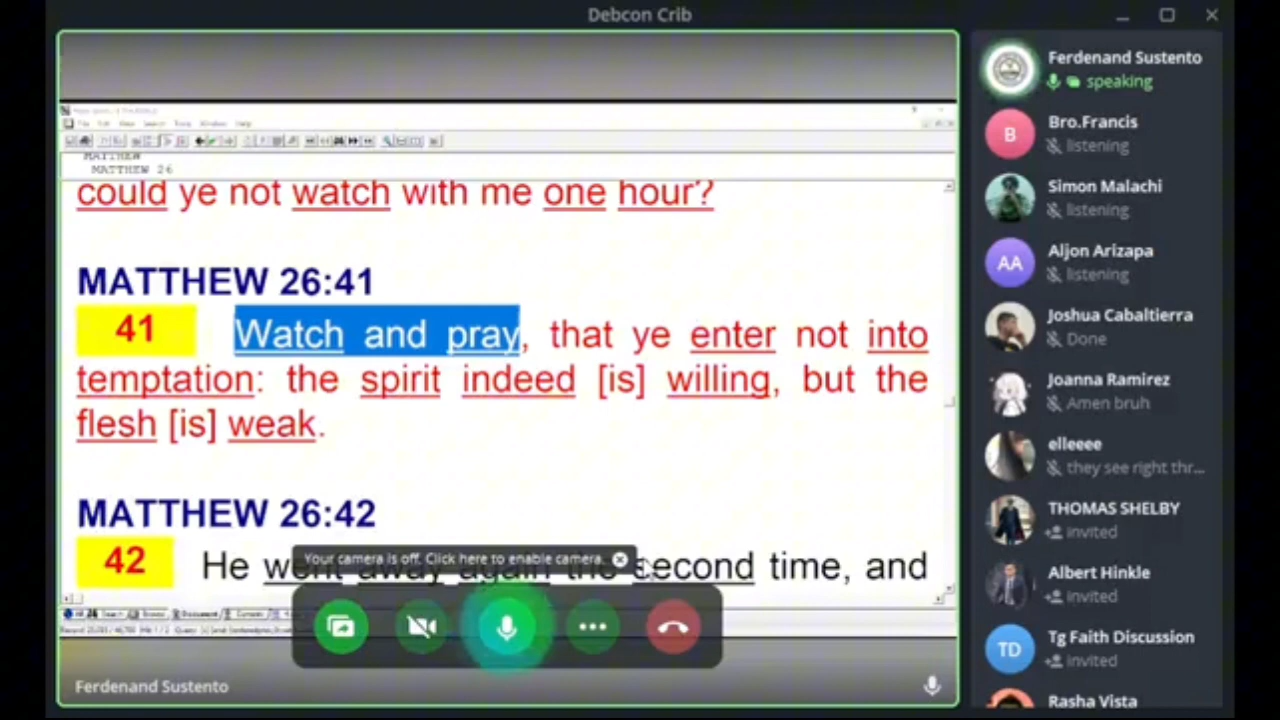 Debcon Crib
MATTHEW
MATTHEW 26
could ye not watch with me one hour?
MATTHEW 26:41
41 Watch and pray, that ye enter not into
temptation: the spirit indeed [is] willing, but the
flesh [is] weak.
MATTHEW 26:42
42 He went away again the second time, and
Your camera is off. Click here to enable camera.
Ferdenand Sustento
Ferdenand Sustento
speaking
B
Bro.Francis
listening
Simon Malachi
listening
AA
Aljon Arizapa
listening
Joshua Cabaltierra
Done
Joanna Ramirez
Amen bruh
elleeee
they see right thr...
THOMAS SHELBY
invited
Albert Hinkle
invited
TD
Tg Faith Discussion
invited
Rasha Vista